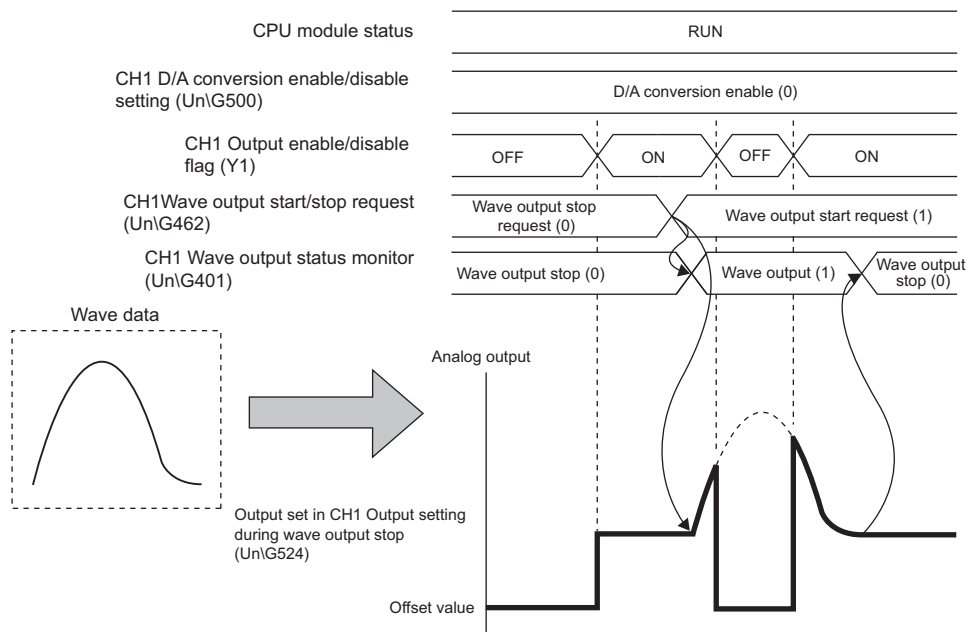 CPU module status
RUN
CH1 D/A conversion enable/disable
setting (Un\G500)
D/A conversion enable (0)
CH1 Output enable/disable
flag (Y1)
OFF
ON
OFF
ON
CH1Wave output start/stop request
(Un\G462)
Wave output stop
request (0)
Wave output start request (1)
CH1 Wave output status monitor
(Un\G401)
Wave output stop (0)
Wave output (1)
Wave output
stop (0)
Wave data
Analog output
Output set in CH1 Output setting
during wave output stop
(Un\G524)
Offset value